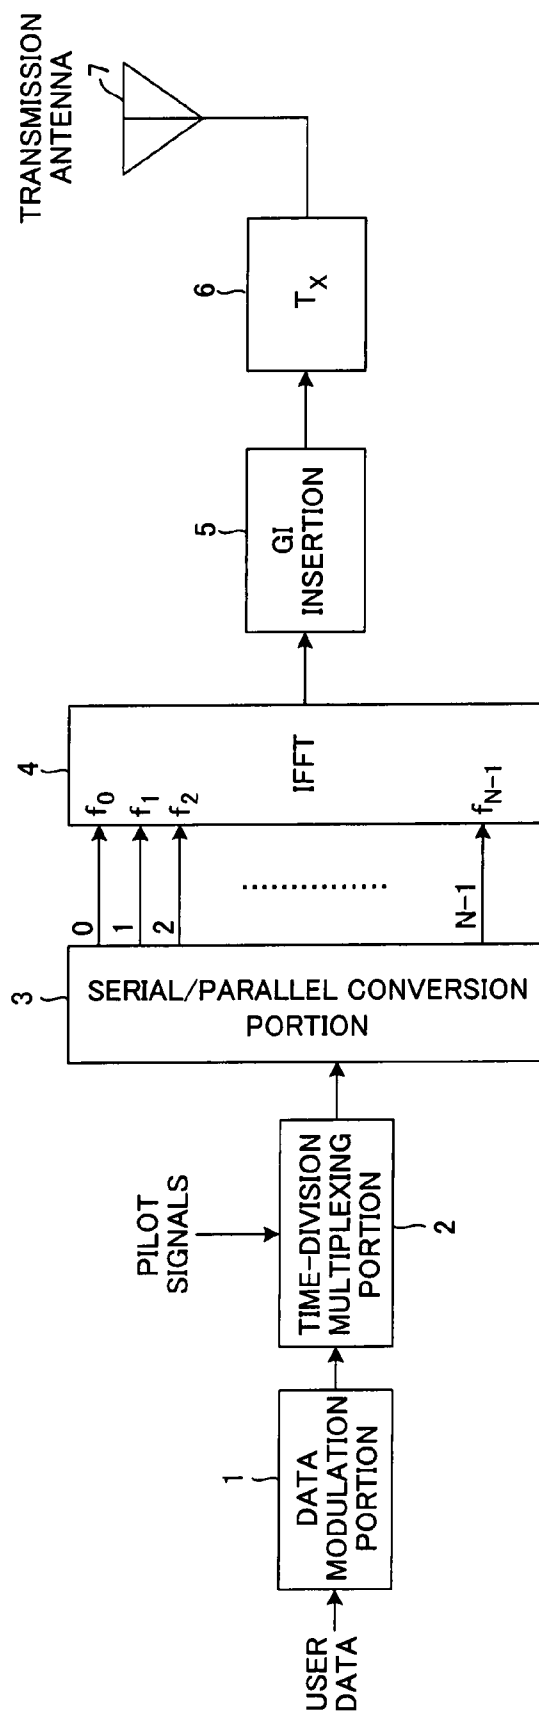 USER
DATA
1
DATA
MODULATION
PORTION
PILOT
SIGNALS
TIME-DIVISION
MULTIPLEXING
PORTION
2
3
SERIAL/PARALLEL CONVERSION
PORTION
0
1
2
N-1
4
f0
f1
f2
fN-1
IFFT
5
GI
INSERTION
6
TX
TRANSMISSION
ANTENNA
7